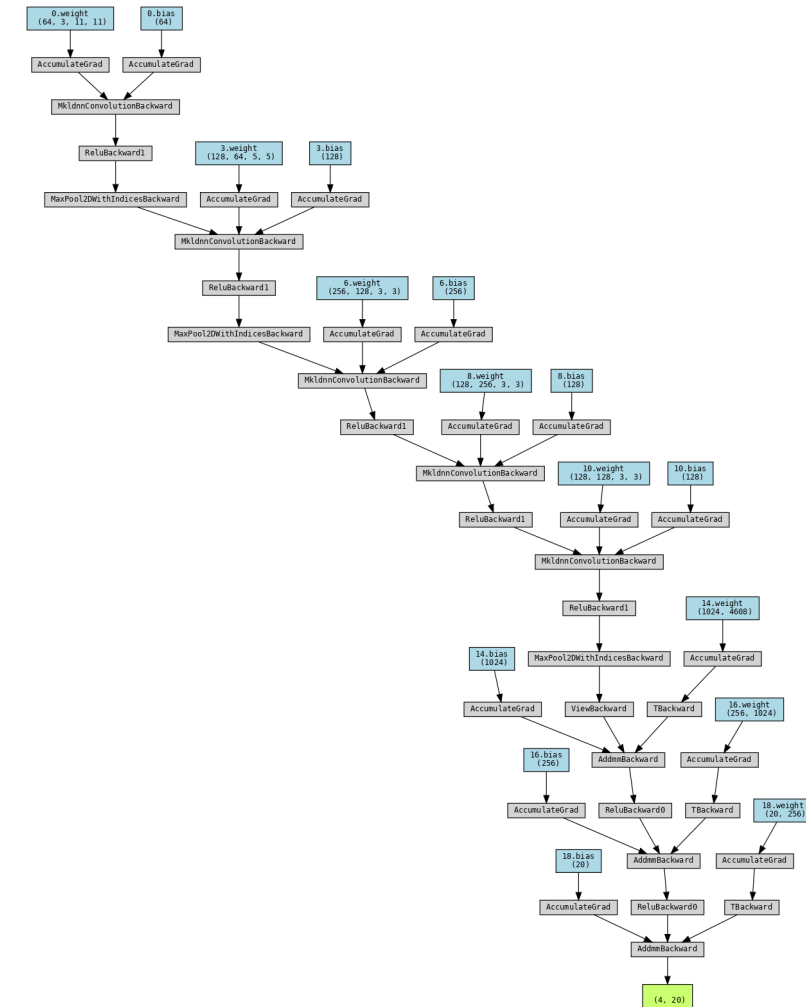 0.weight
(64, 3, 11, 11)
0.bias
(64)
AccumulateGrad
AccumulateGrad
MkldnnConvolutionBackward
ReluBackward1
3.weight
(128, 64, 5, 5)
3.bias
(128)
MaxPool2DWithIndicesBackward
AccumulateGrad
AccumulateGrad
MkldnnConvolutionBackward
ReluBackward1
6.weight
(256, 128, 3, 3)
6.bias
(256)
MaxPool2DWithIndicesBackward
AccumulateGrad
AccumulateGrad
MkldnnConvolutionBackward
8.weight
(128, 256, 3, 3)
8.bias
(128)
ReluBackward1
AccumulateGrad
AccumulateGrad
MkldnnConvolutionBackward
10.weight
(128, 128, 3, 3)
10.bias
(128)
ReluBackward1
AccumulateGrad
AccumulateGrad
MkldnnConvolutionBackward
ReluBackward1
14.weight
(1024, 4608)
14.bias
(1024)
MaxPool2DWithIndicesBackward
AccumulateGrad
AccumulateGrad
ViewBackward
TBackward
16.weight
(256, 1024)
16.bias
(256)
AddmmBackward
AccumulateGrad
AccumulateGrad
ReluBackward0
TBackward
18.weight
(20, 256)
18.bias
(20)
AddmmBackward
AccumulateGrad
AccumulateGrad
ReluBackward0
TBackward
AddmmBackward
(4, 20)